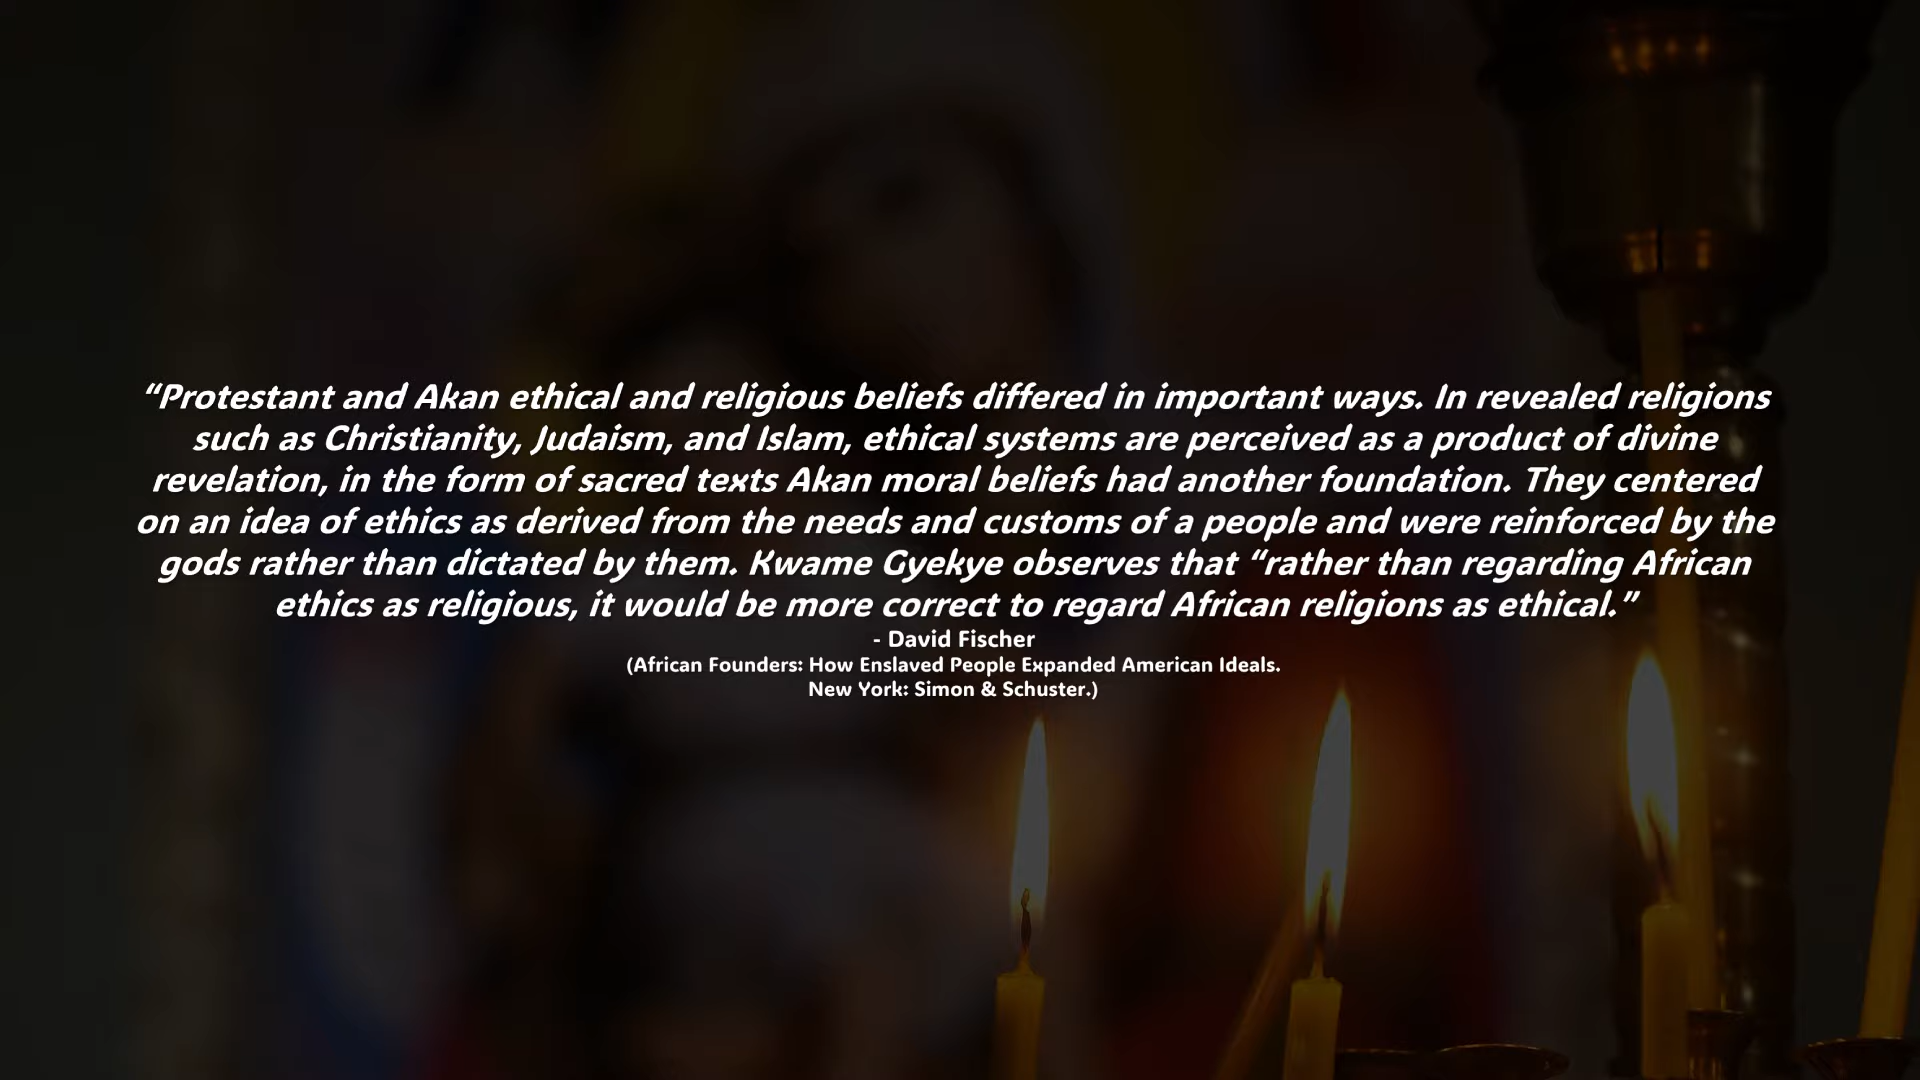 “Protestant and Akan ethical and religious beliefs differed in important ways. In revealed religions
such as Christianity, Judaism, and Islam, ethical systems are perceived as a product of divine
revelation, in the form of sacred texts Akan moral beliefs had another foundation. They centered
on an idea of ethics as derived from the needs and customs of a people and were reinforced by the
gods rather than dictated by them. Kwame Gyekye observes that “rather than regarding African
ethics as religious, it would be more correct to regard African religions as ethical.”
- David Fischer
(African Founders: How Enslaved People Expanded American Ideals.
New York: Simon & Schuster.)